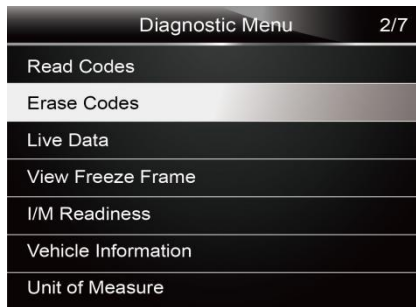 Diagnostic Menu 2/7
Read Codes
Erase Codes
Live Data
View Freeze Frame
I/M Readiness
Vehicle Information
Unit of Measure